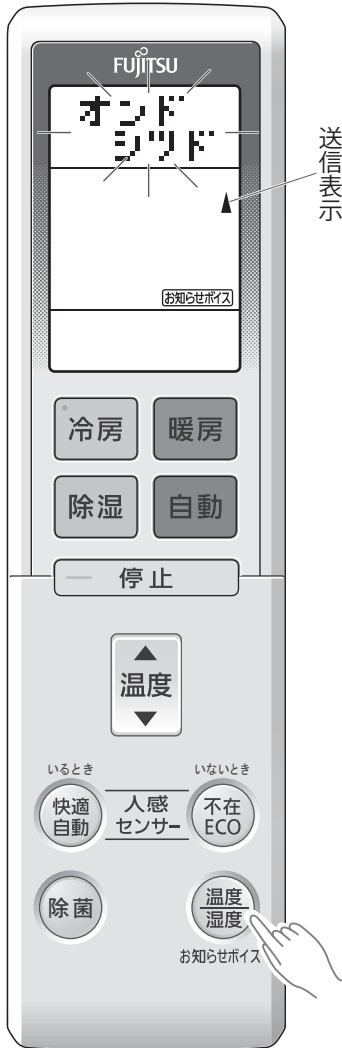 FUJITSU
オンド
シツド
送信表示
お知らせボイス
冷房
暖房
除湿
自動
停止
温度
いるとき
いないとき
快適
自動
人感
センサー
不在
ECO
除菌
温度
湿度
お知らせボイス